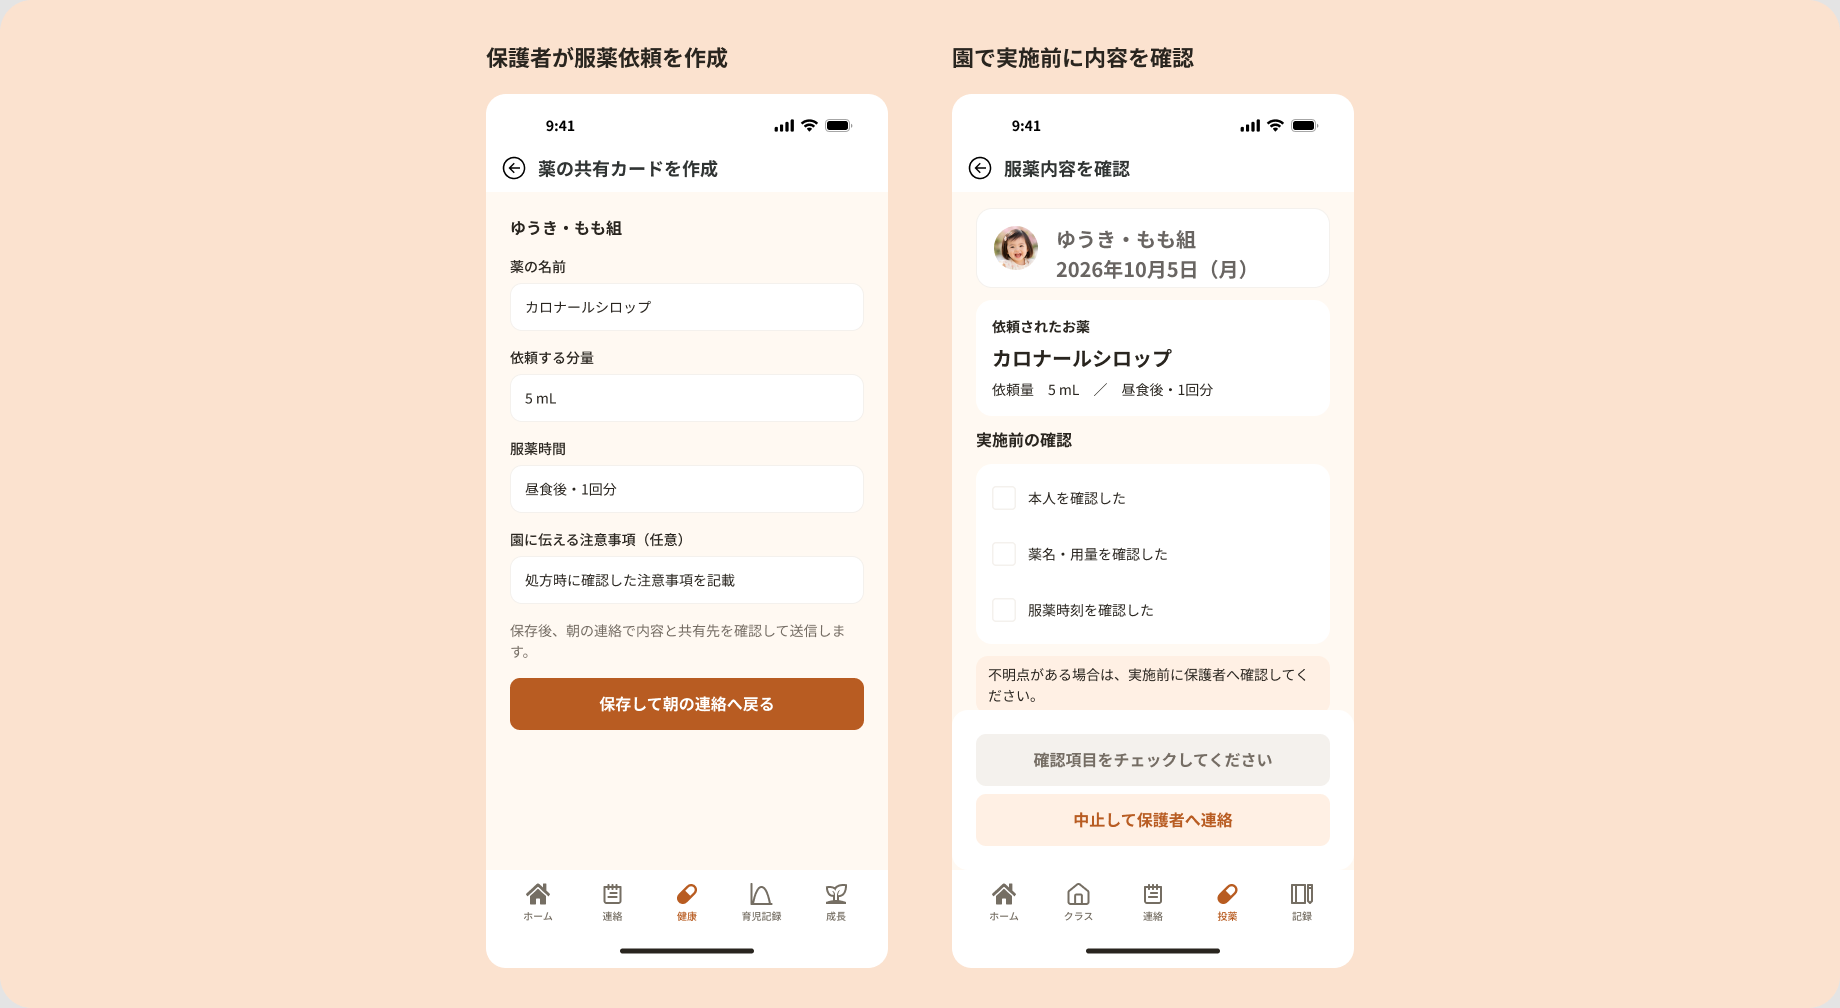 保護者が服薬依頼を作成
9:41
薬の共有カードを作成
ゆうき・もも組
薬の名前
カロナールシロップ
依頼する分量
5 mL
服薬時間
昼食後・1回分
園に伝える注意事項（任意）
処方時に確認した注意事項を記載
保存後、朝の連絡で内容と共有先を確認して送信しま
す。
保存して朝の連絡へ戻る
ホーム 連絡 健康 育児記録 成長
園で実施前に内容を確認
9:41
服薬内容を確認
ゆうき・もも組
2026年10月5日（月）
依頼されたお薬
カロナールシロップ
依頼量　5 mL　／　昼食後・1回分
実施前の確認
本人を確認した
薬名・用量を確認した
服薬時刻を確認した
不明点がある場合は、実施前に保護者へ確認してく
ださい。
確認項目をチェックしてください
中止して保護者へ連絡
ホーム クラス 連絡 投薬 記録